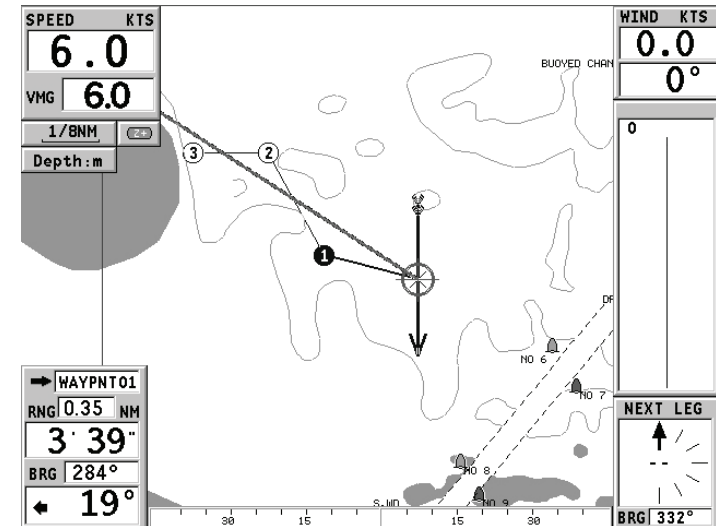 SPEED KTS
6.0
VMG 6.0
1/8NM Z+
Depth:m
WIND KTS
0.0
0°
0
BUOYED CHAN
3
2
1
NO 6
NO 7
NO 8
NO 9
S.WD
30 15 15 30
WAYPNT01
RNG 0.35 NM
3' 39"
BRG 284°
19°
NEXT LEG
--
BRG 332°